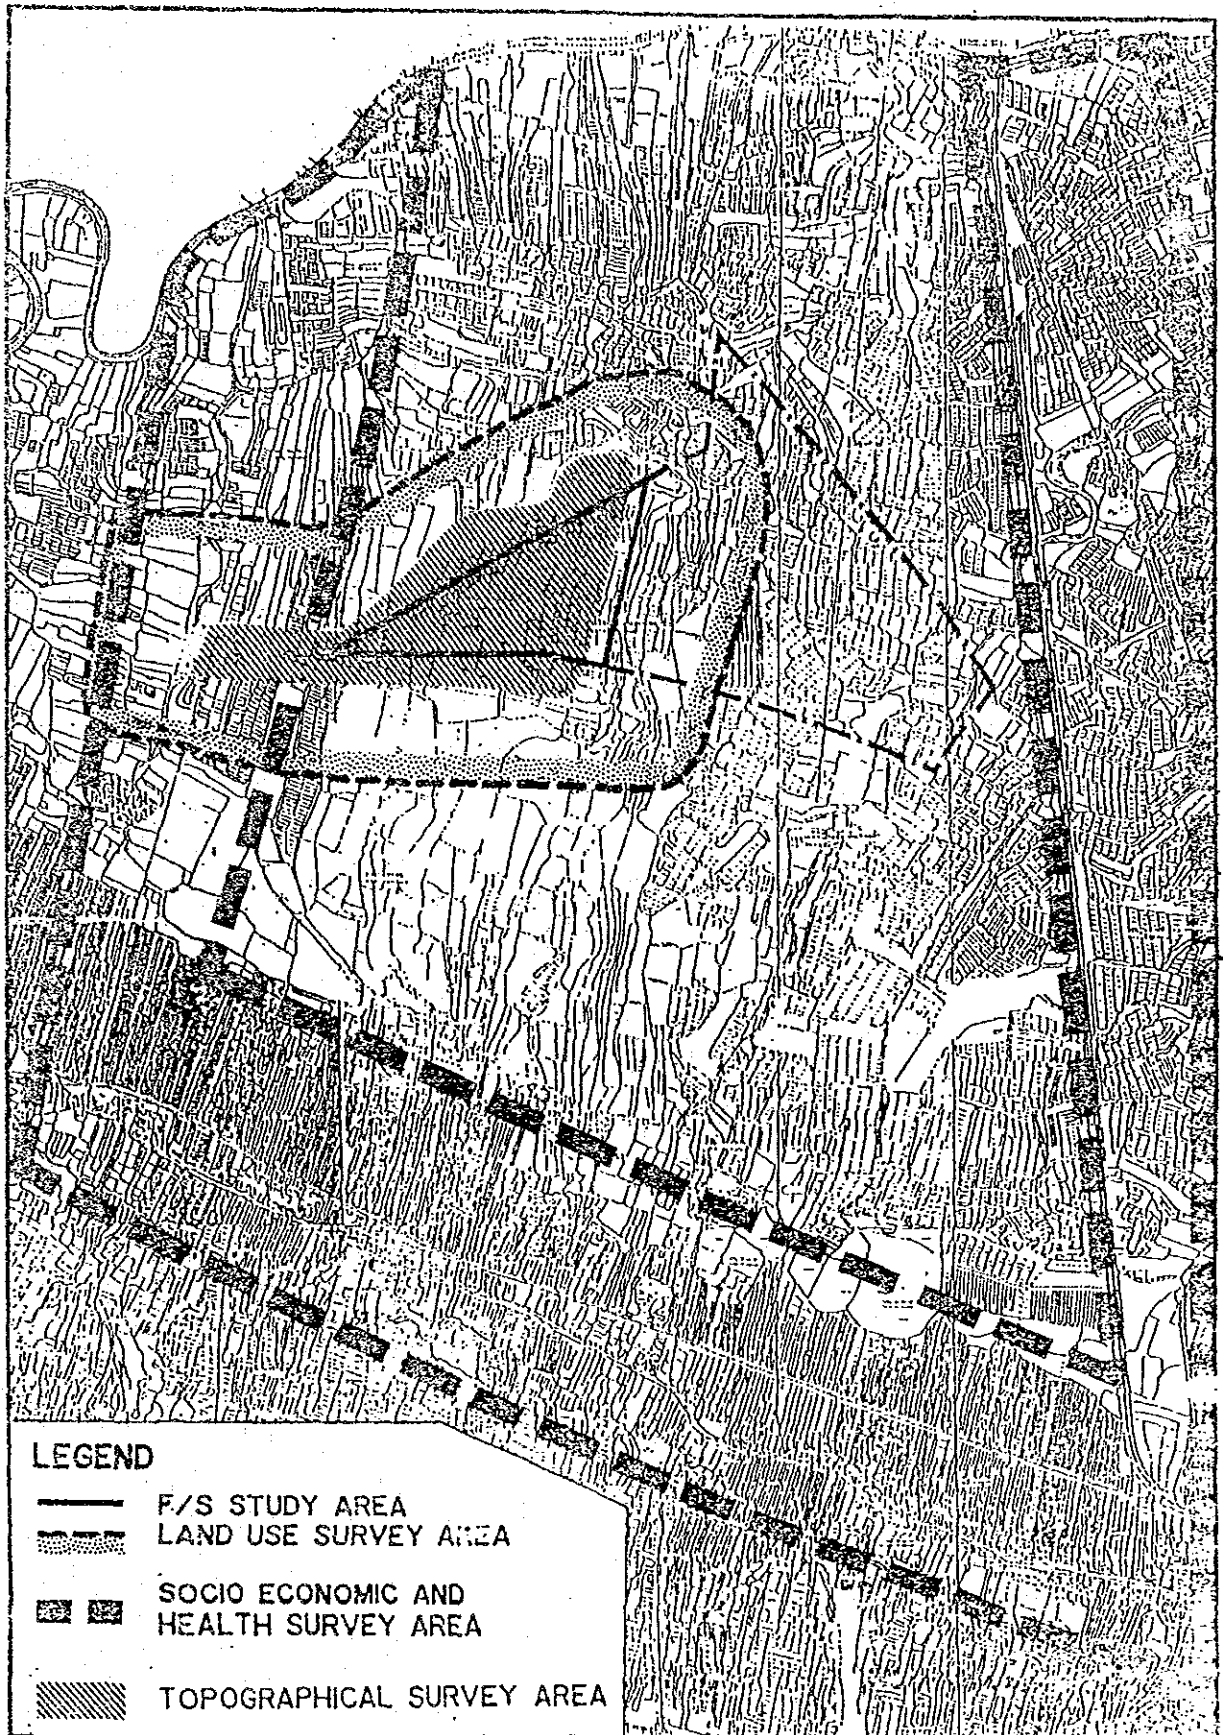 LEGEND
F/S STUDY AREA
LAND USE SURVEY AREA
SOCIO ECONOMIC AND
HEALTH SURVEY AREA
TOPOGRAPHICAL SURVEY AREA